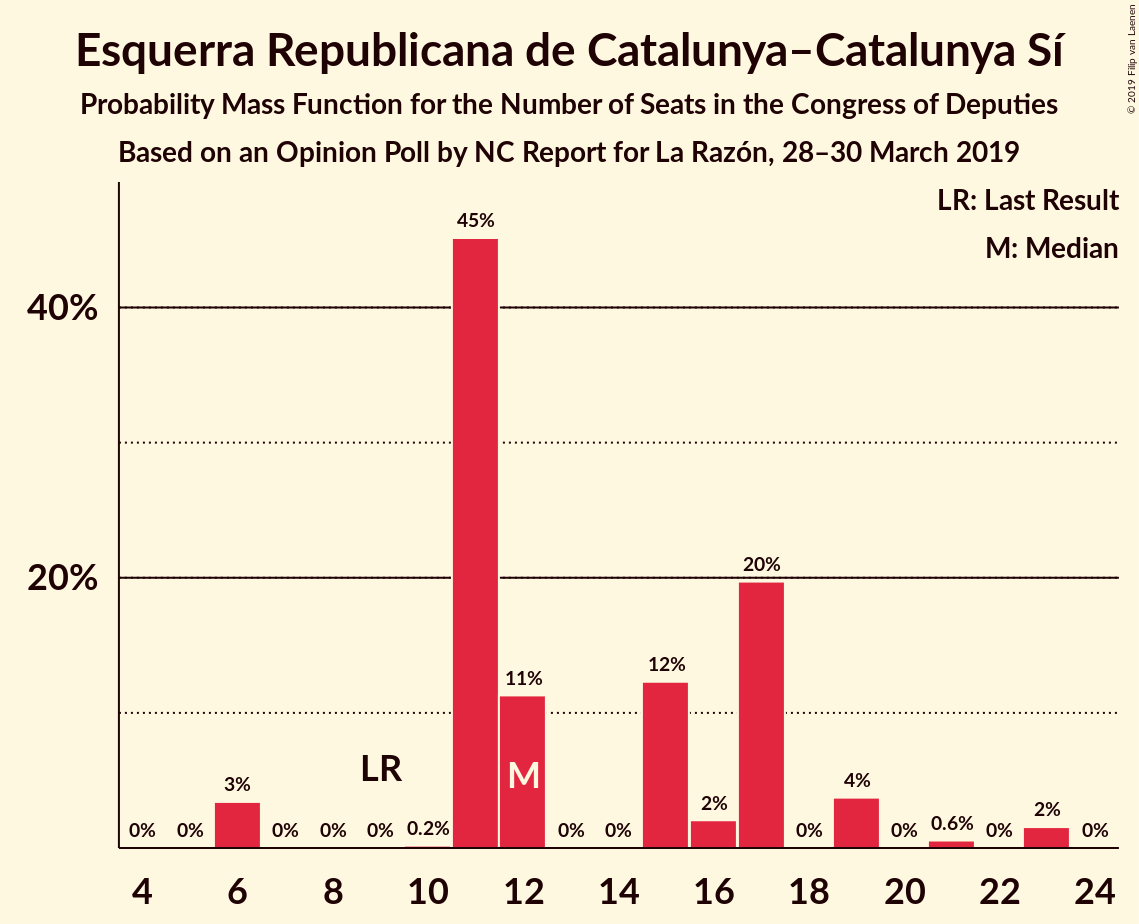 Esquerra Republicana de Catalunya–Catalunya Sí
Probability Mass Function for the Number of Seats in the Congress of Deputies
Based on an Opinion Poll by NC Report for La Razón, 28–30 March 2019
© 2019 Filip van Laenen
LR: Last Result
M: Median
45%
40%
20%
20%
12%
11%
LR
M
3%
4%
2%
2%
0% 0% 0% 0% 0% 0.2% 0% 0% 0% 0% 0.6% 0% 0%
4 6 8 10 12 14 16 18 20 22 24